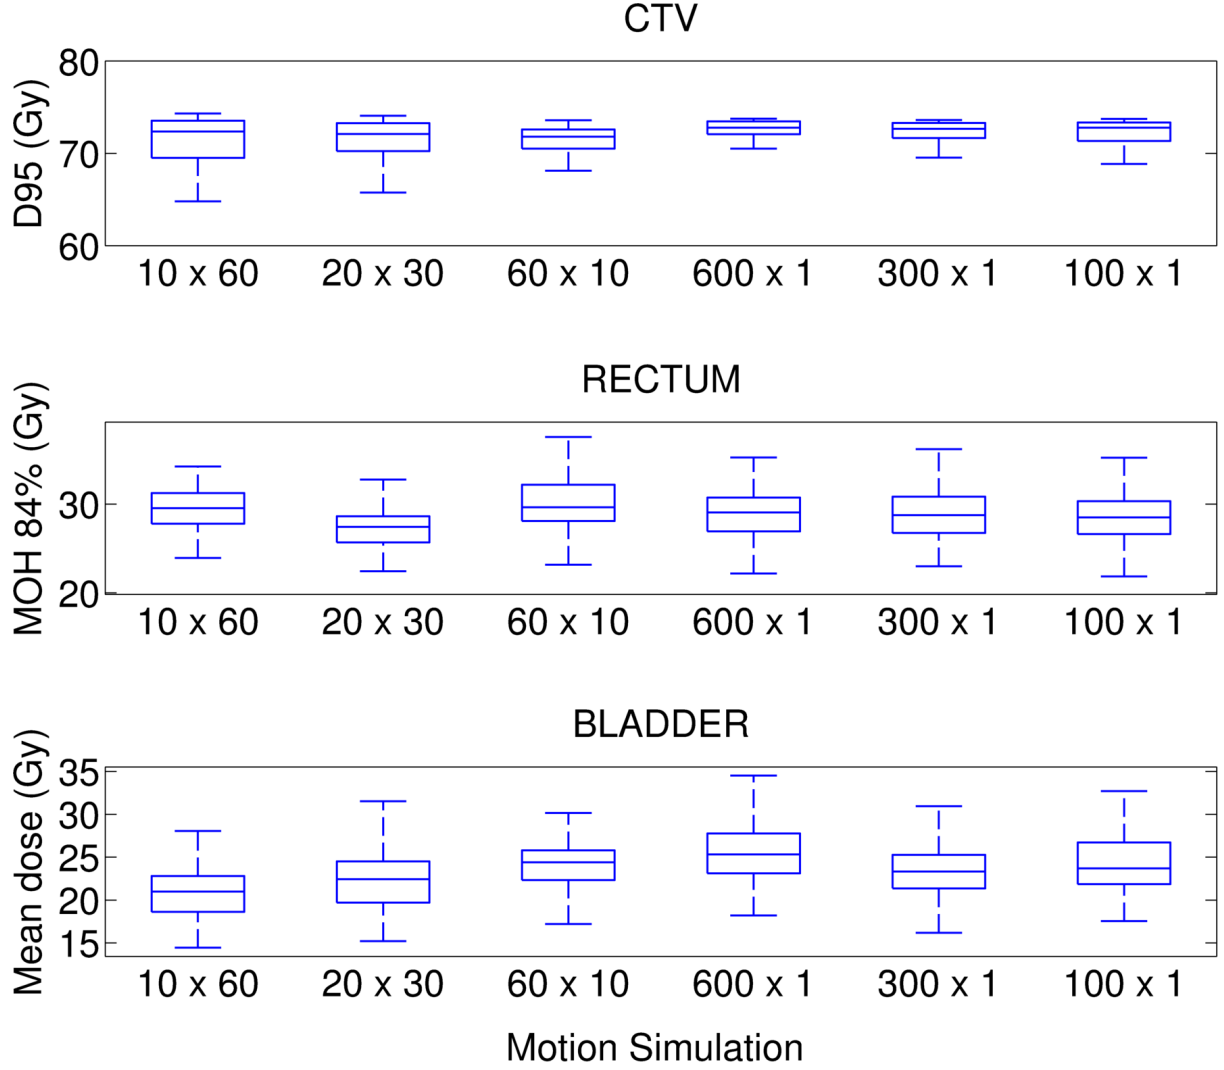 CTV
D95 (Gy)
80
70
60
10 x 60 20 x 30 60 x 10 600 x 1 300 x 1 100 x 1
RECTUM
MOH 84% (Gy)
30
20
10 x 60 20 x 30 60 x 10 600 x 1 300 x 1 100 x 1
BLADDER
Mean dose (Gy)
35
30
25
20
15
10 x 60 20 x 30 60 x 10 600 x 1 300 x 1 100 x 1
Motion Simulation